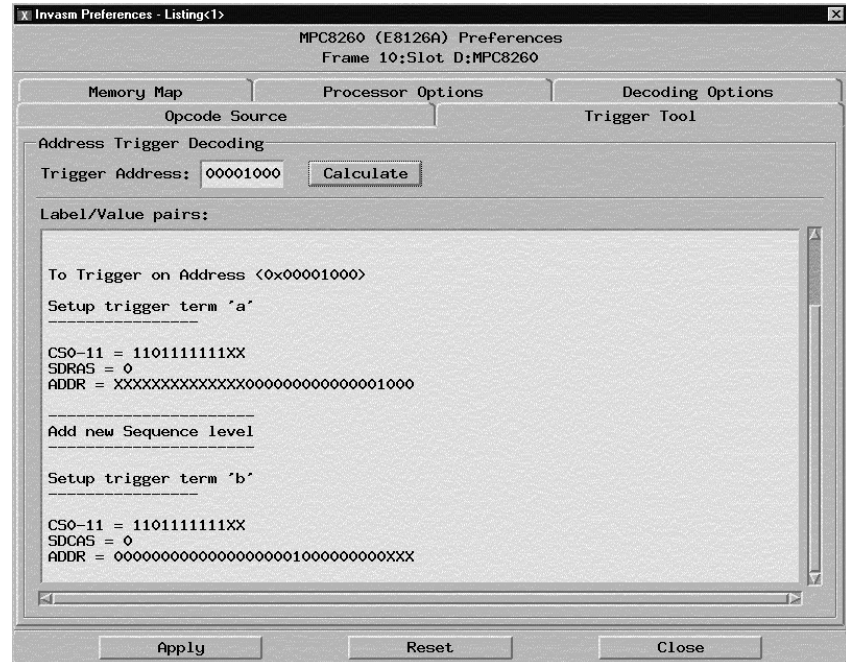 Invasm Preferences - Listing<1>
MPC8260 (E8126A) Preferences
Frame 10:Slot D:MPC8260
Memory Map
Processor Options
Decoding Options
Opcode Source
Trigger Tool
Address Trigger Decoding
Trigger Address: 00001000 Calculate
Label/Value pairs:
To Trigger on Address <0x00001000>
Setup trigger term 'a'
----------------
CS0-11 = 1101111111XX
SDRAS = 0
ADDR = XXXXXXXXXXXXXX000000000000001000
----------------------
Add new Sequence level
----------------------
Setup trigger term 'b'
----------------
CS0-11 = 1101111111XX
SDCAS = 0
ADDR = 00000000000000000001000000000XXX
Apply
Reset
Close